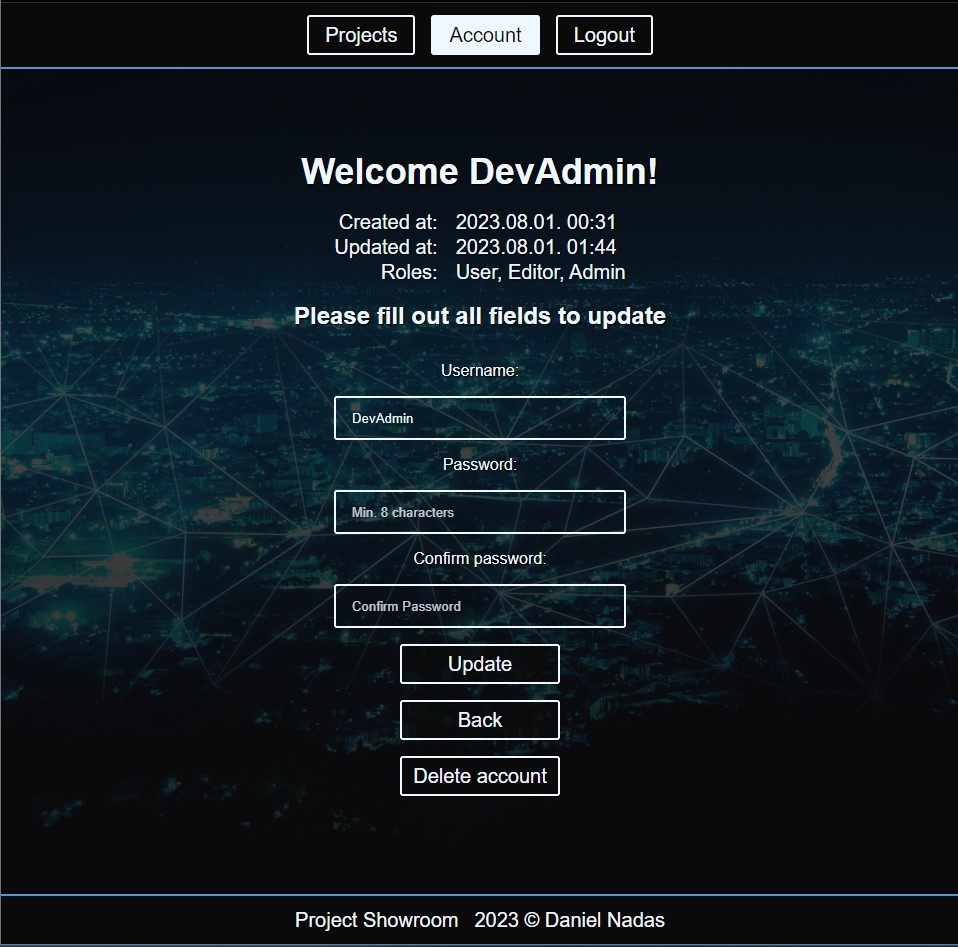 Projects Account Logout
Welcome DevAdmin!
Created at: 2023.08.01. 00:31
Updated at: 2023.08.01. 01:44
Roles: User, Editor, Admin
Please fill out all fields to update
Username:
DevAdmin
Password:
Min. 8 characters
Confirm password:
Confirm Password
Update
Back
Delete account
Project Showroom 2023 © Daniel Nadas